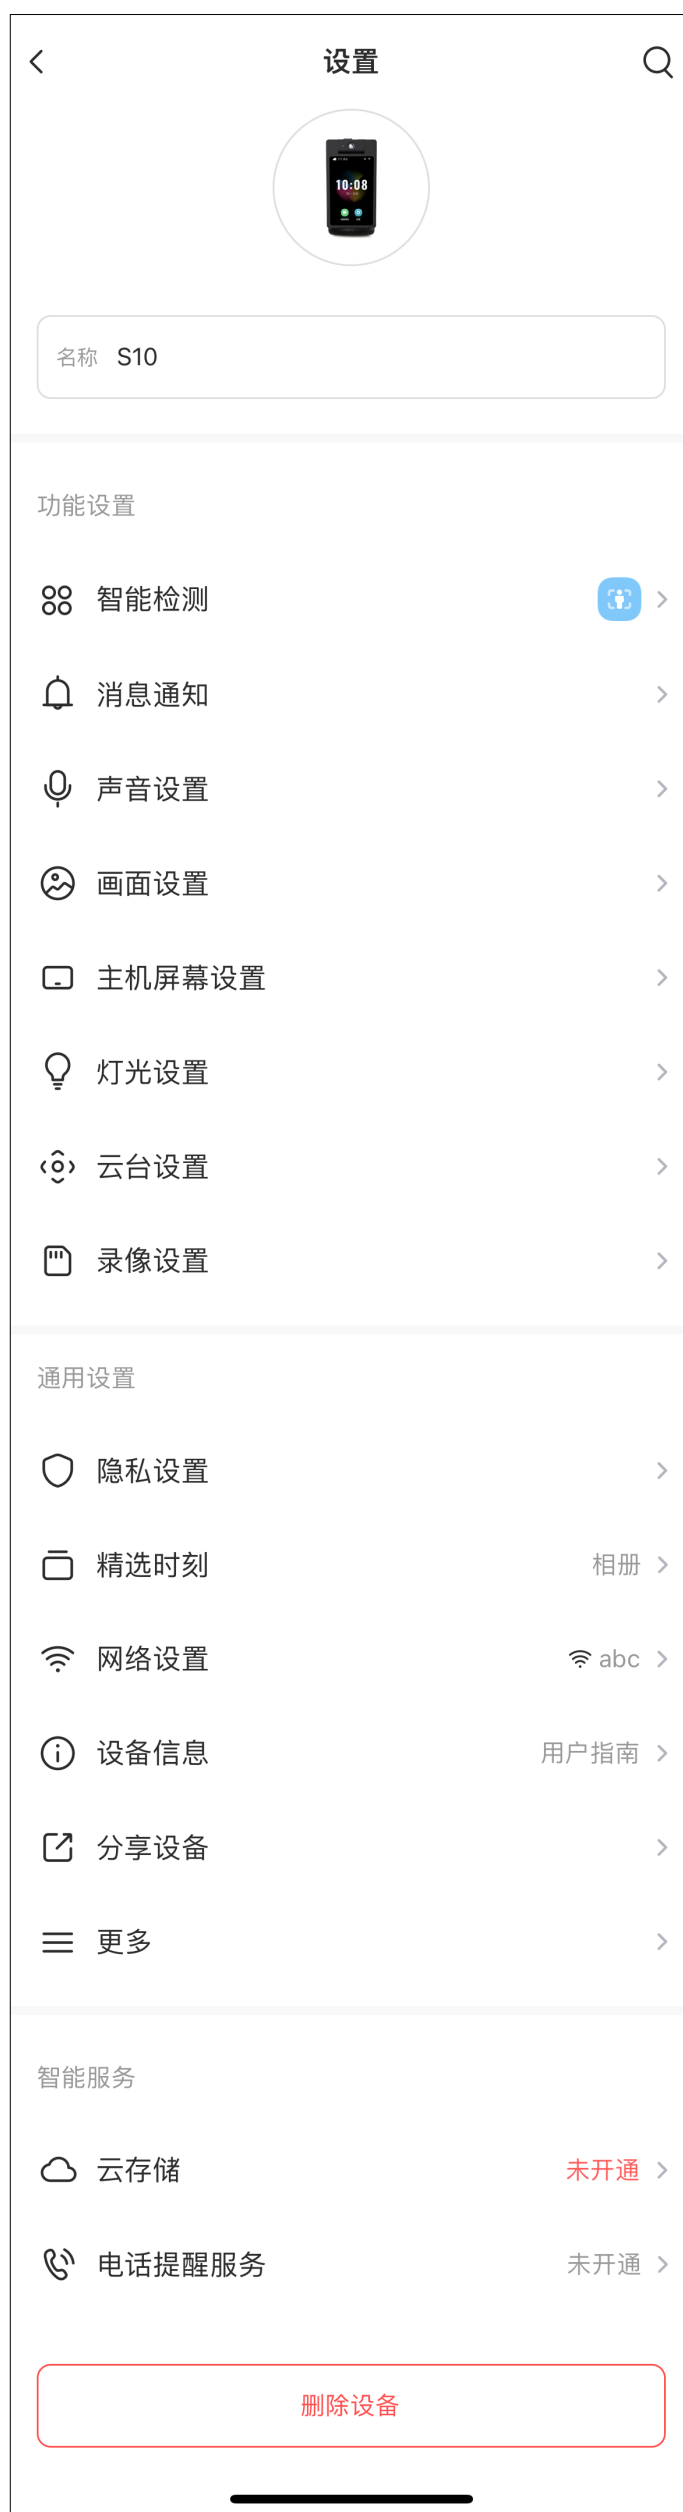 设置
10:08
名称 S10
功能设置
智能检测
消息通知
声音设置
画面设置
主机屏幕设置
灯光设置
云台设置
录像设置
通用设置
隐私设置
精选时刻 相册
网络设置 abc
设备信息 用户指南
分享设备
更多
智能服务
云存储 未开通
电话提醒服务 未开通
删除设备